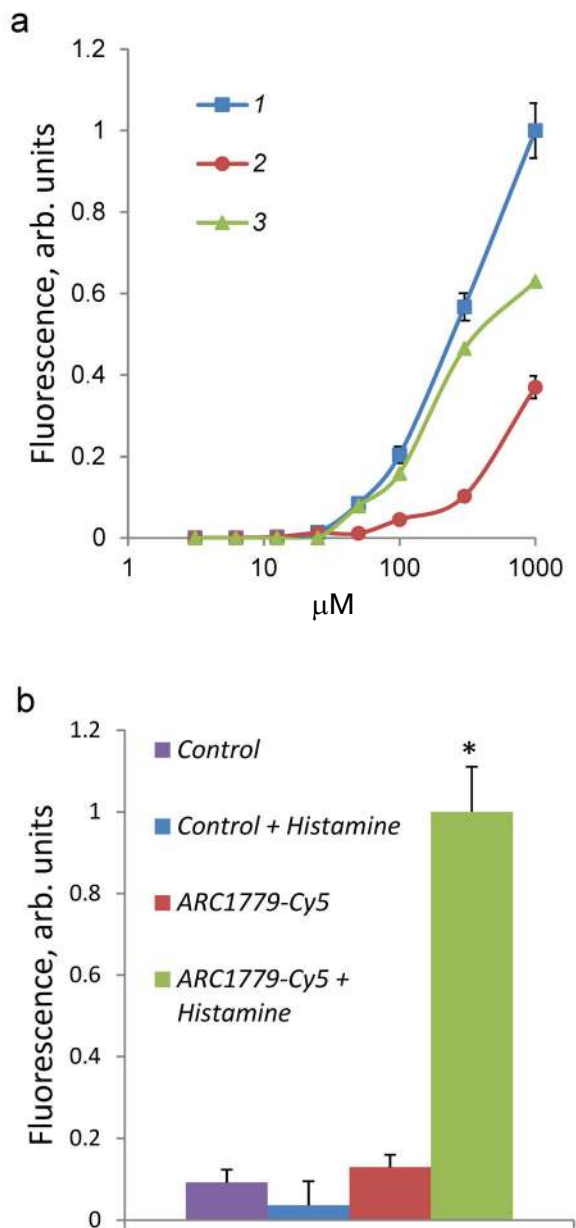 a
Fluorescence, arb. units
1.2
1
0.8
0.6
0.4
0.2
0
1
2
3
1
10
100
1000
μM
b
Fluorescence, arb. units
1.2
1
0.8
0.6
0.4
0.2
0
Control
Control + Histamine
ARC1779-Cy5
ARC1779-Cy5 +
Histamine
*